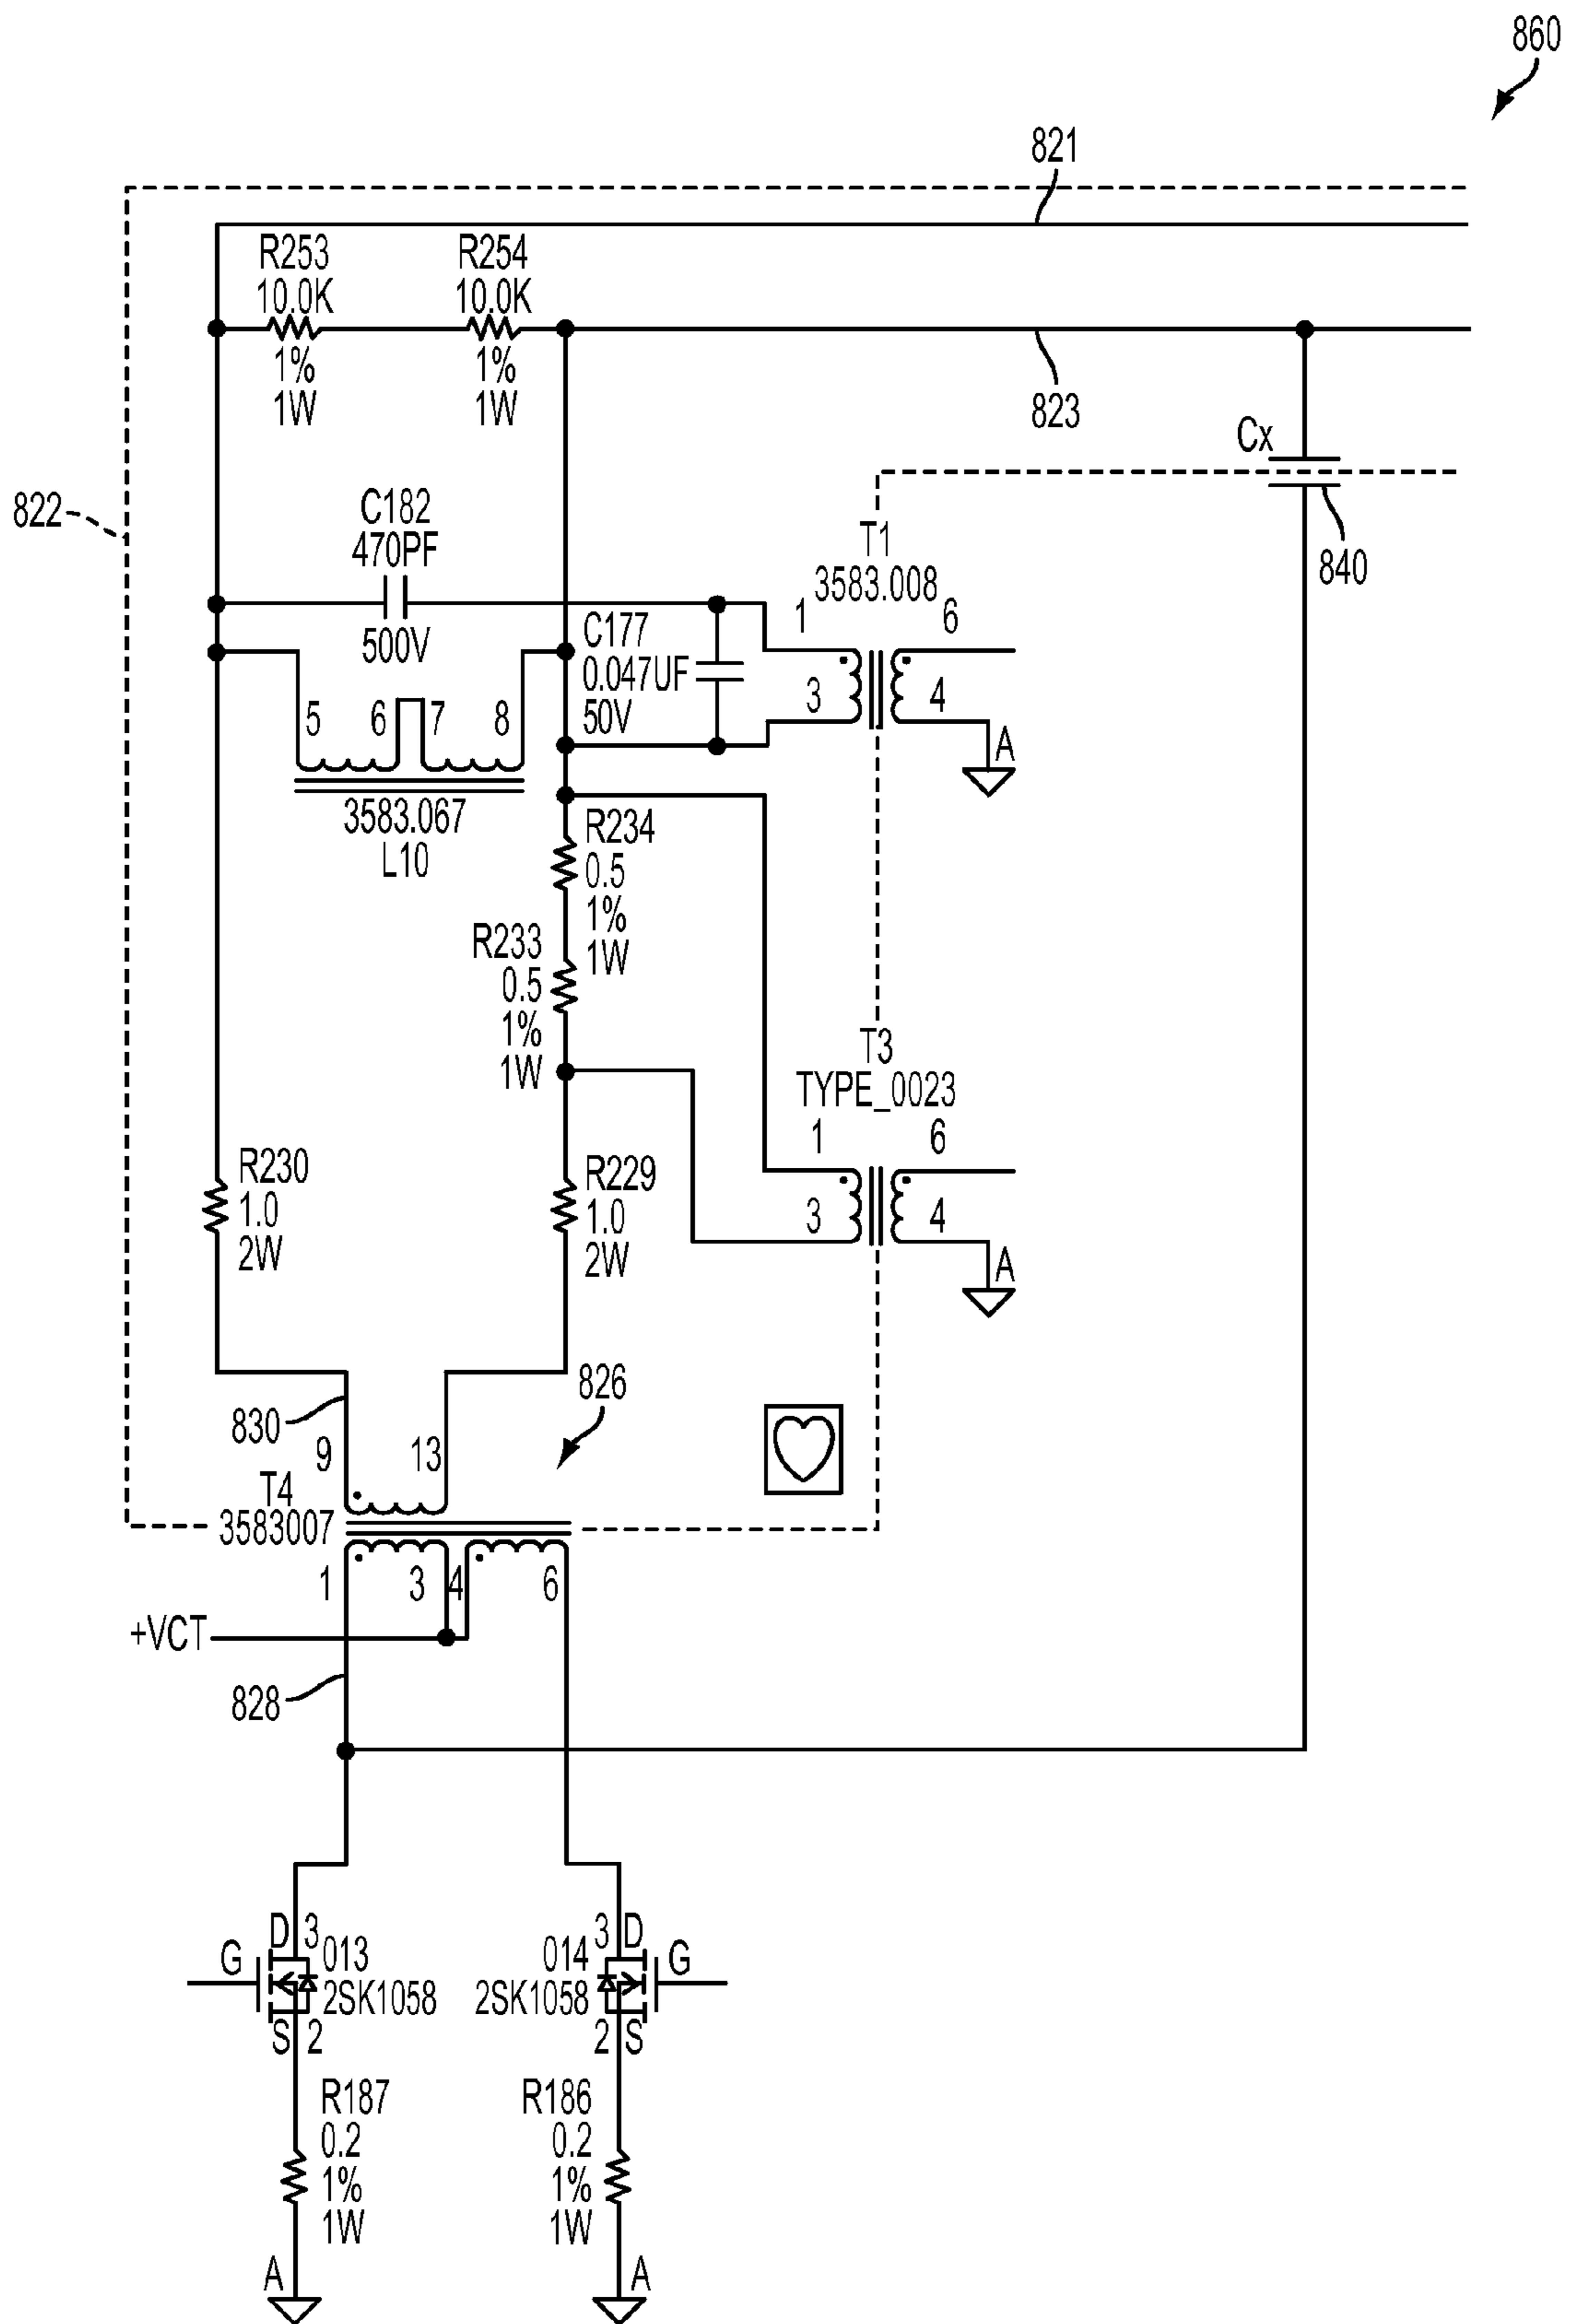 860
821
R253
10.0K
1%
1W
R254
10.0K
1%
1W
823
Cx
840
822
C182
470PF
500V
C177
0.047UF
50V
T1
3583.008
1
6
3
4
A
5
6
7
8
3583.067
L10
R234
0.5
1%
1W
R233
0.5
1%
1W
T3
TYPE_0023
1
6
3
4
A
R230
1.0
2W
R229
1.0
2W
826
830
9
13
T4
3583007
1
3
4
6
+VCT
828
D
3
G
013
2SK1058
S
2
3
D
014
2SK1058
G
2
S
R187
0.2
1%
1W
R186
0.2
1%
1W
A
A